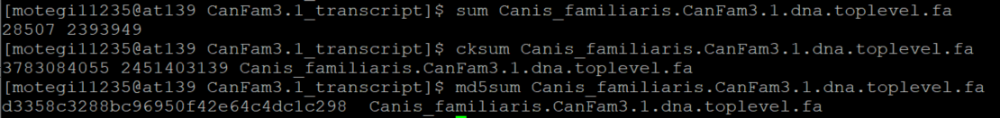 [motegi11235@at139 CanFam3.1_transcript]$ sum Canis_familiaris.CanFam3.1.dna.toplevel.fa
28507 2393949
[motegi11235@at139 CanFam3.1_transcript]$ cksum Canis_familiaris.CanFam3.1.dna.toplevel.fa
3783084055 2451403139 Canis_familiaris.CanFam3.1.dna.toplevel.fa
[motegi11235@at139 CanFam3.1_transcript]$ md5sum Canis_familiaris.CanFam3.1.dna.toplevel.fa
d3358c3288bc96950f42e64c4dc1c298  Canis_familiaris.CanFam3.1.dna.toplevel.fa